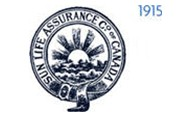 1915
SUN LIFE ASSURANCE Co. OF CANADA